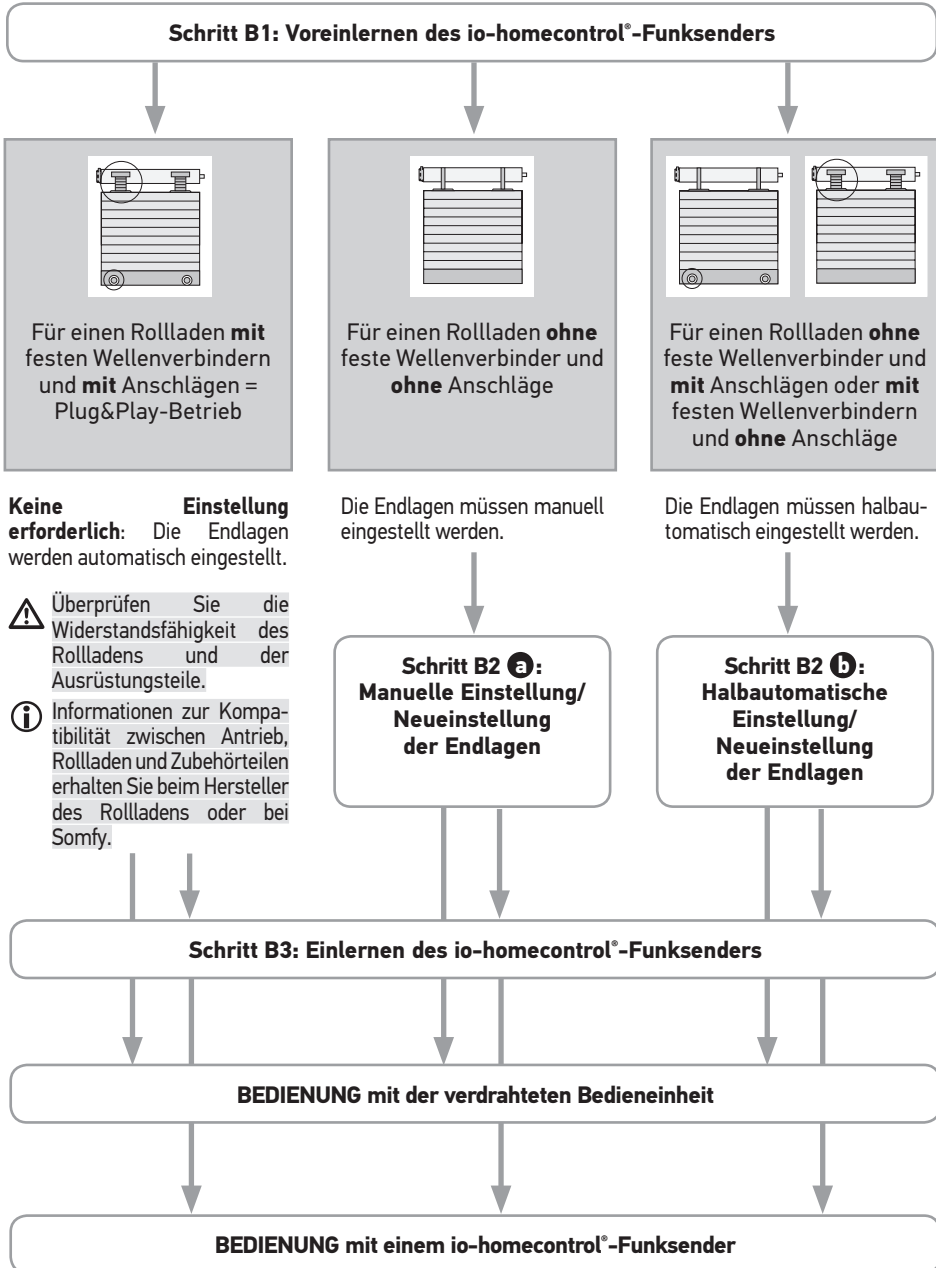 Schritt B1: Voreinlernen des io-homecontrol®-Funksenders
Für einen Rollladen mit
festen Wellenverbindern
und mit Anschlägen =
Plug&Play-Betrieb
Für einen Rollladen ohne
feste Wellenverbinder und
ohne Anschläge
Für einen Rollladen ohne
feste Wellenverbinder und
mit Anschlägen oder mit
festen Wellenverbindern
und ohne Anschläge
Keine Einstellung
erforderlich: Die Endlagen
werden automatisch eingestellt.
Überprüfen Sie die
Widerstandsfähigkeit des
Rollladens und der
Ausrüstungsteile.
Informationen zur Kompa-
tibilität zwischen Antrieb,
Rollladen und Zubehörteilen
erhalten Sie beim Hersteller
des Rollladens oder bei
Somfy.
Die Endlagen müssen manuell
eingestellt werden.
Schritt B2 a:
Manuelle Einstellung/
Neueinstellung
der Endlagen
Die Endlagen müssen halbau-
tomatisch eingestellt werden.
Schritt B2 b:
Halbautomatische
Einstellung/
Neueinstellung
der Endlagen
Schritt B3: Einlernen des io-homecontrol®-Funksenders
BEDIENUNG mit der verdrahteten Bedieneinheit
BEDIENUNG mit einem io-homecontrol®-Funksender